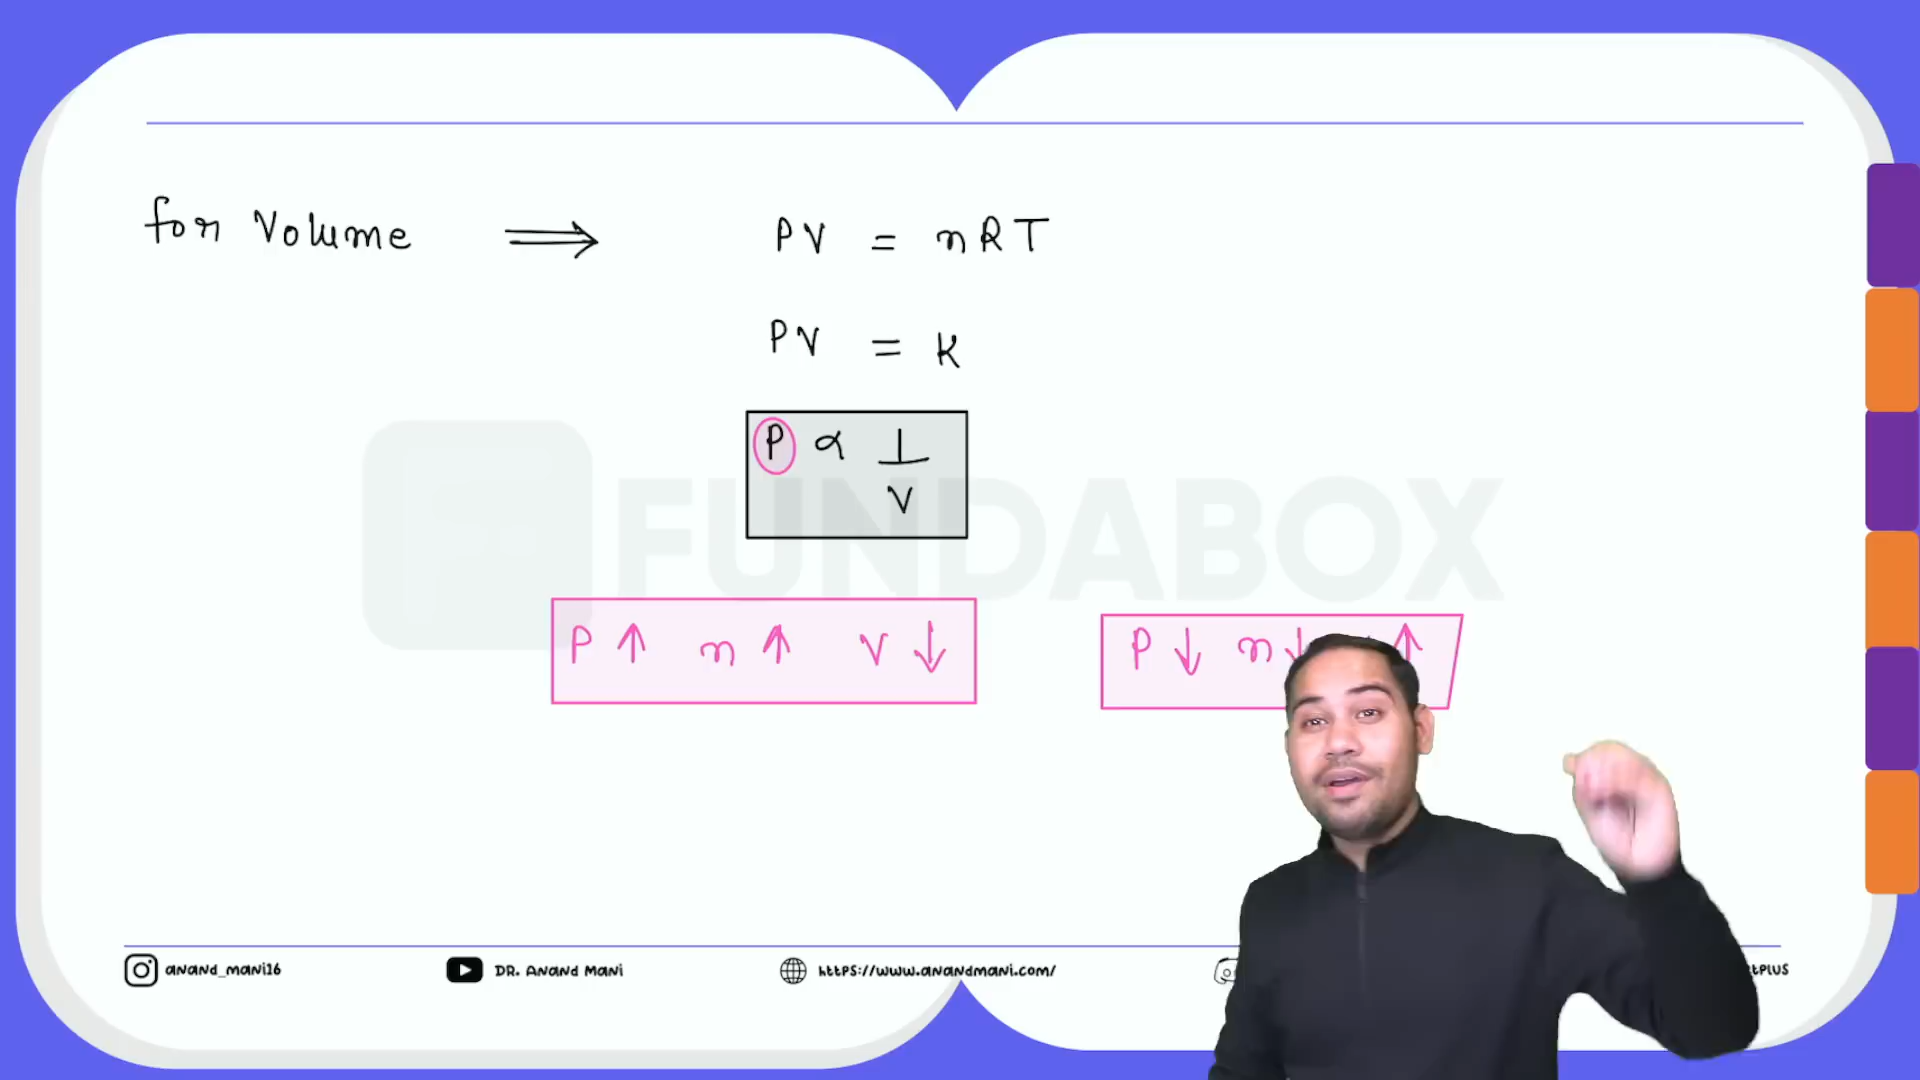 for Volume ⟹ PV = nRT
PV = K
P ∝ 1/V
FUNDABOX
P ↑ n ↑ V ↓
P ↓ n ↓ ↑
anand_mani16
DR. Anand Mani
https://www.anandmani.com/